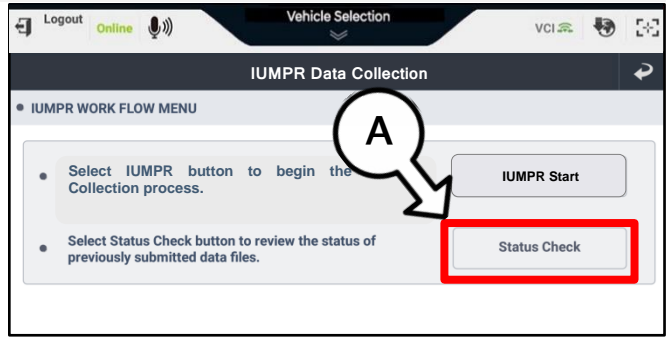 Logout Online Vehicle Selection VCI
IUMPR Data Collection
IUMPR WORK FLOW MENU
A
Select IUMPR button to begin the
Collection process.
IUMPR Start
Select Status Check button to review the status of
previously submitted data files.
Status Check